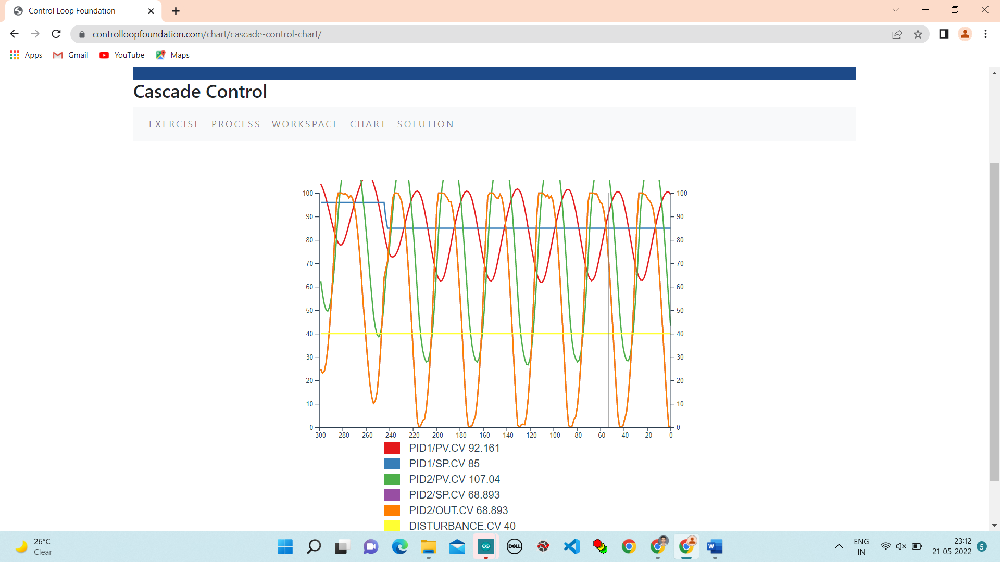 Control Loop Foundation
controlloopfoundation.com/chart/cascade-control-chart/
Apps Gmail YouTube Maps
Cascade Control
EXERCISE PROCESS WORKSPACE CHART SOLUTION
100 100
90 90
80 80
70 70
60 60
50 50
40 40
30 30
20 20
10 10
0 0
-300 -280 -260 -240 -220 -200 -180 -160 -140 -120 -100 -80 -60 -40 -20 0
PID1/PV.CV 92.161
PID1/SP.CV 85
PID2/PV.CV 107.04
PID2/SP.CV 68.893
PID2/OUT.CV 68.893
DISTURBANCE.CV 40
26°C
Clear
DELL
W
ENG
IN
23:12
21-05-2022
5